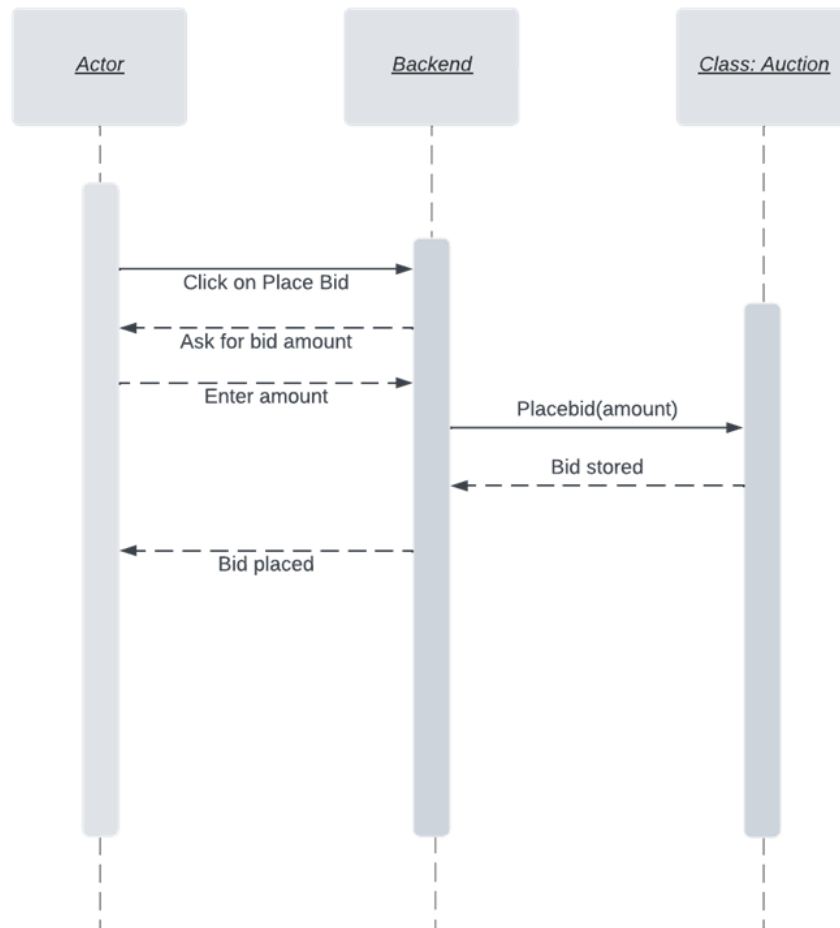 Actor
Backend
Class: Auction
Click on Place Bid
Ask for bid amount
Enter amount
Placebid(amount)
Bid stored
Bid placed